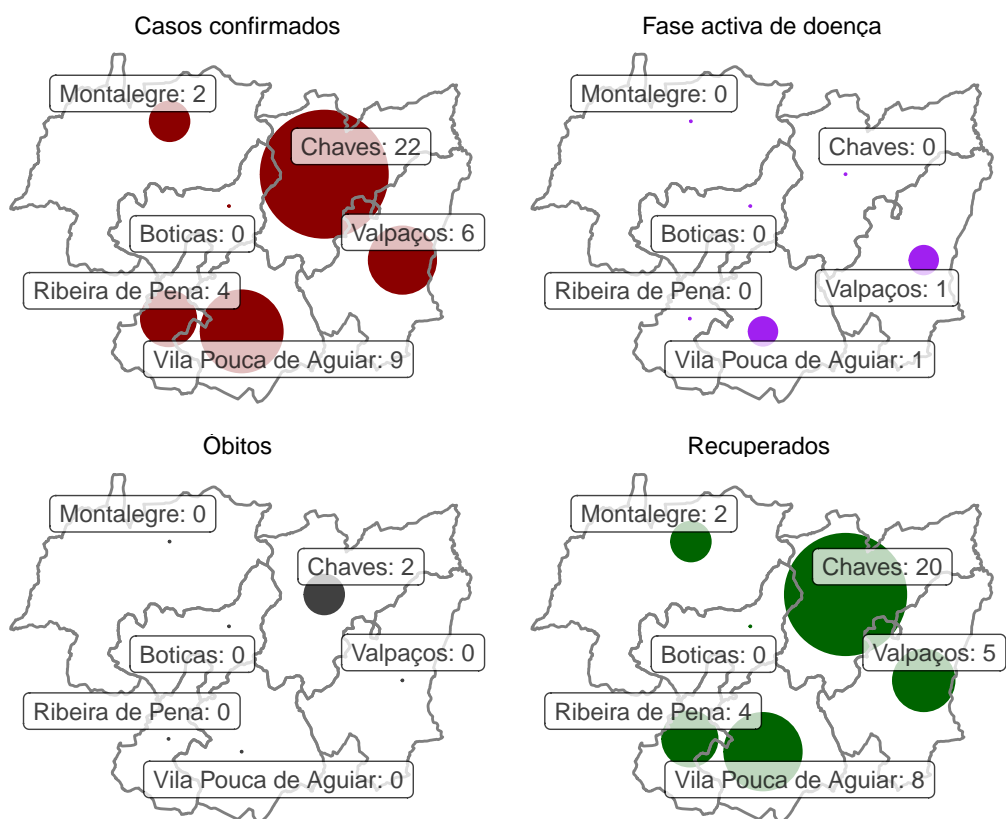 Casos confirmados
Montalegre: 2
Chaves: 22
Boticas: 0
Valpaços: 6
Ribeira de Pena: 4
Vila Pouca de Aguiar: 9
Fase activa de doença
Montalegre: 0
Chaves: 0
Boticas: 0
Valpaços: 1
Ribeira de Pena: 0
Vila Pouca de Aguiar: 1
Óbitos
Montalegre: 0
Chaves: 2
Boticas: 0
Valpaços: 0
Ribeira de Pena: 0
Vila Pouca de Aguiar: 0
Recuperados
Montalegre: 2
Chaves: 20
Boticas: 0
Valpaços: 5
Ribeira de Pena: 4
Vila Pouca de Aguiar: 8